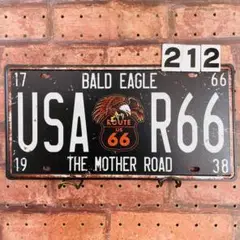 212
17 BALD EAGLE 66
USA R66
ROUTE
US
66
19 THE MOTHER ROAD 38